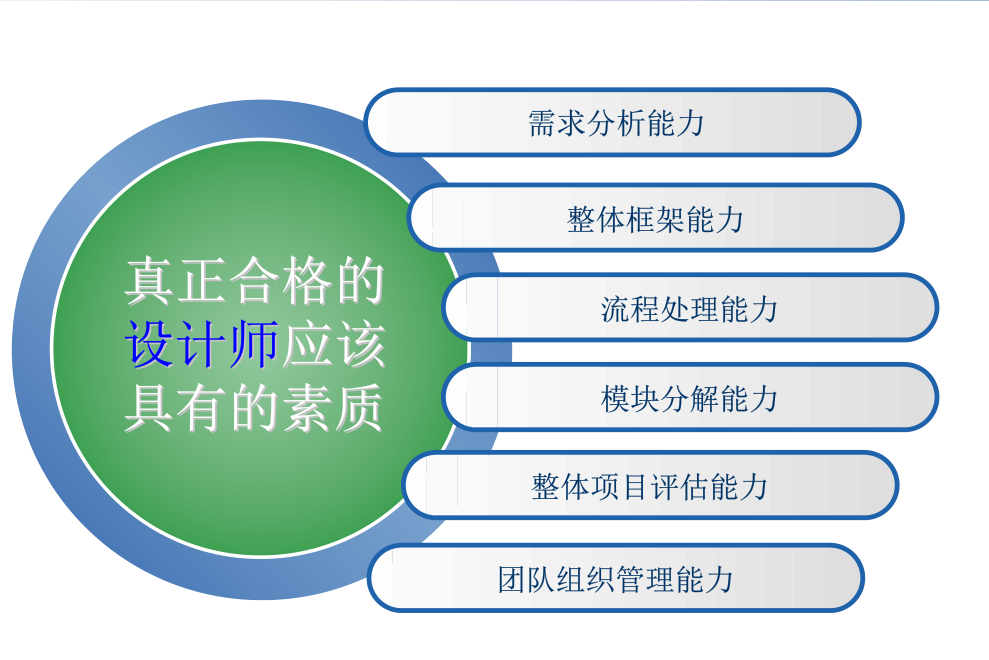 真正合格的
设计师应该
具有的素质
需求分析能力
整体框架能力
流程处理能力
模块分解能力
整体项目评估能力
团队组织管理能力